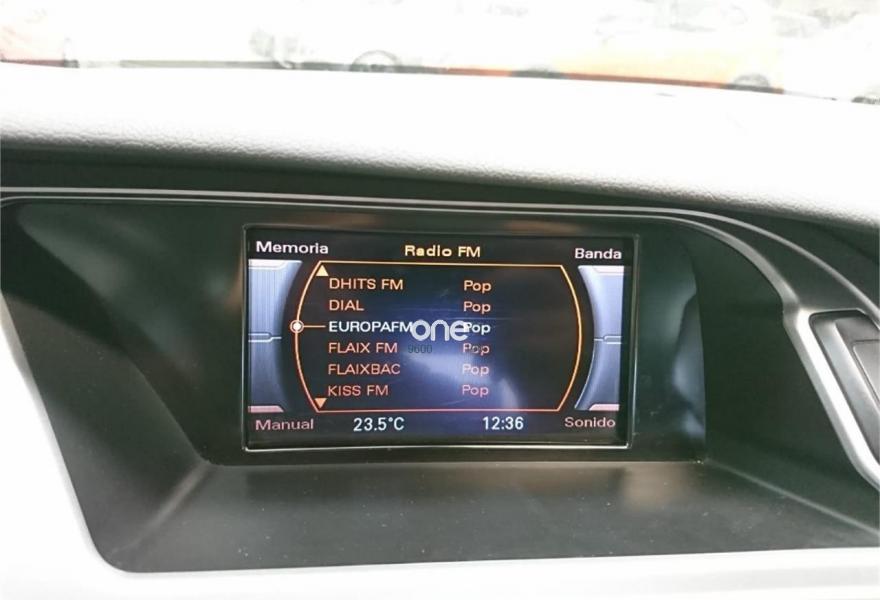 Memoria Radio FM Banda
DHITS FM Pop
DIAL Pop
EUROPAFM Pop
one
FLAIX FM Pop
9600
FLAIXBAC Pop
KISS FM Pop
Manual 23.5°C 12:36 Sonido